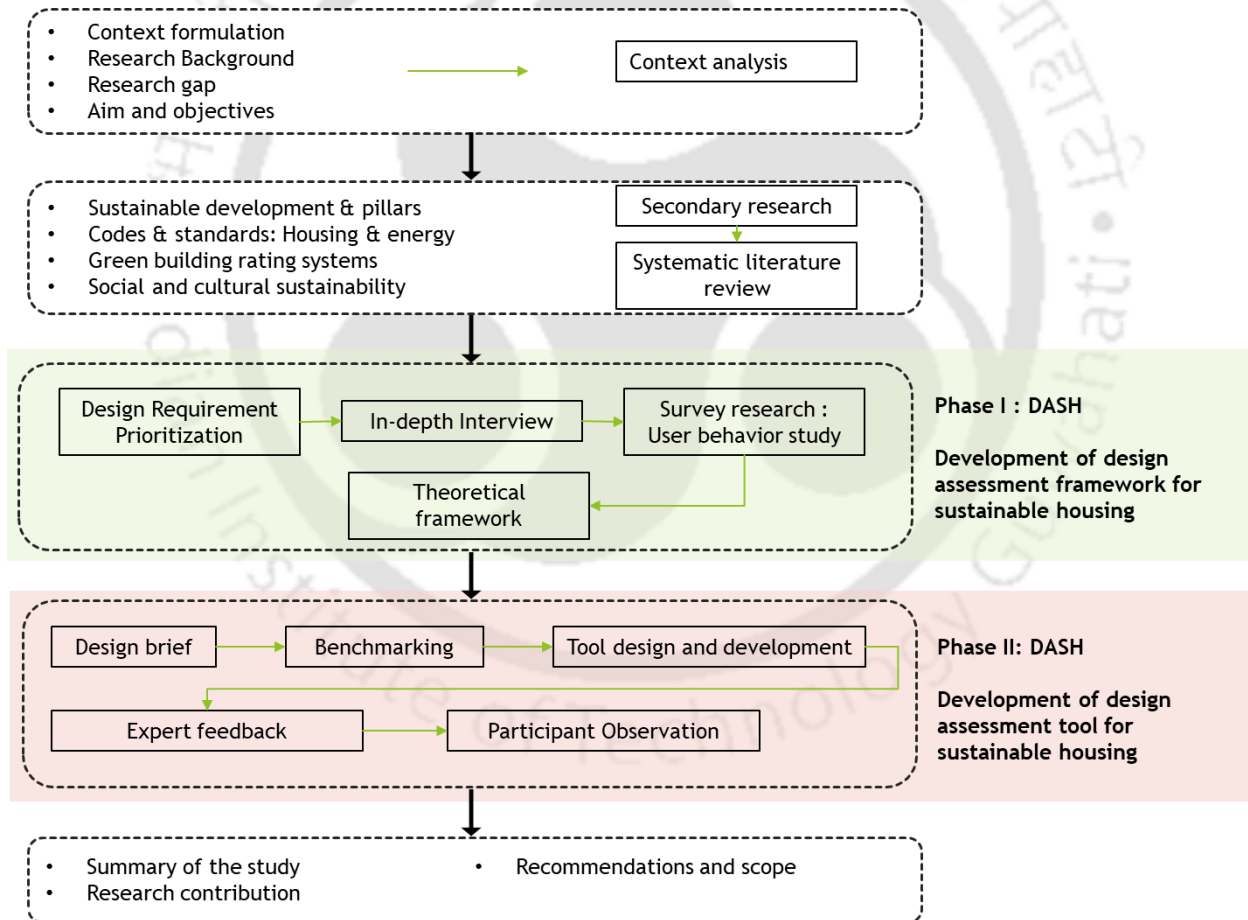 • Context formulation
• Research Background
• Research gap
• Aim and objectives
Context analysis
• Sustainable development & pillars
• Codes & standards: Housing & energy
• Green building rating systems
• Social and cultural sustainability
Secondary research
Systematic literature
review
Design Requirement
Prioritization
In-depth Interview
Survey research :
User behavior study
Theoretical
framework
Phase I : DASH
Development of design
assessment framework for
sustainable housing
Design brief
Benchmarking
Tool design and development
Expert feedback
Participant Observation
Phase II: DASH
Development of design
assessment tool for
sustainable housing
• Summary of the study
• Research contribution
• Recommendations and scope
Institute of Technology Guwahati